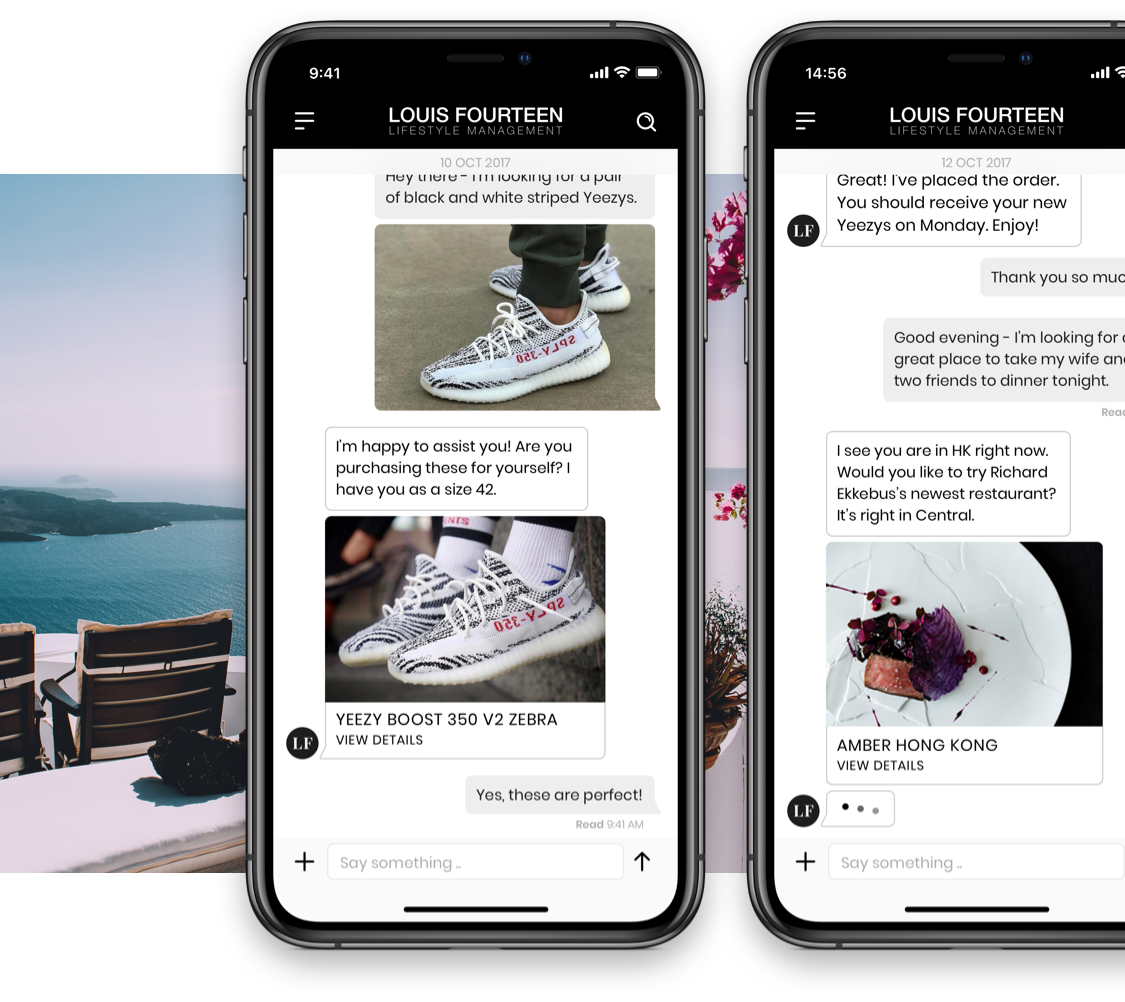 9:41
LOUIS FOURTEEN
LIFESTYLE MANAGEMENT
10 OCT 2017
Hey there - I'm looking for a pair
of black and white striped Yeezys.
SPLY-350
I'm happy to assist you! Are you
purchasing these for yourself? I
have you as a size 42.
SPLY-350
YEEZY BOOST 350 V2 ZEBRA
VIEW DETAILS
LF
Yes, these are perfect!
Read 9:41 AM
Say something ..
14:56
LOUIS FOURTEEN
LIFESTYLE MANAGEMENT
12 OCT 2017
Great! I've placed the order.
You should receive your new
Yeezys on Monday. Enjoy!
LF
Thank you so muc
Good evening - I'm looking for
great place to take my wife an
two friends to dinner tonight.
Read
I see you are in HK right now.
Would you like to try Richard
Ekkebus's newest restaurant?
It's right in Central.
AMBER HONG KONG
VIEW DETAILS
LF
Say something ..